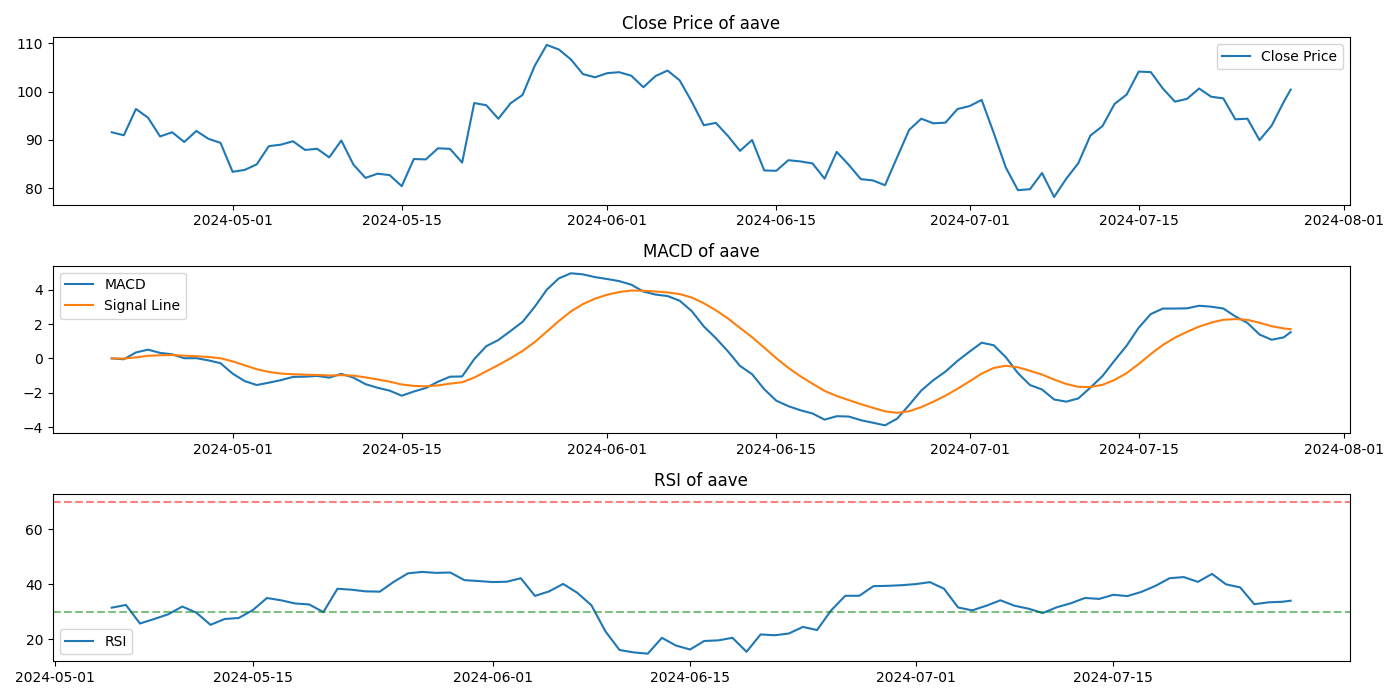 Close Price of aave
110
100
90
80
Close Price
2024-05-01 2024-05-15 2024-06-01 2024-06-15 2024-07-01 2024-07-15 2024-08-01
MACD of aave
4
2
0
−2
−4
MACD
Signal Line
2024-05-01 2024-05-15 2024-06-01 2024-06-15 2024-07-01 2024-07-15 2024-08-01
RSI of aave
60
40
20
RSI
2024-05-01 2024-05-15 2024-06-01 2024-06-15 2024-07-01 2024-07-15